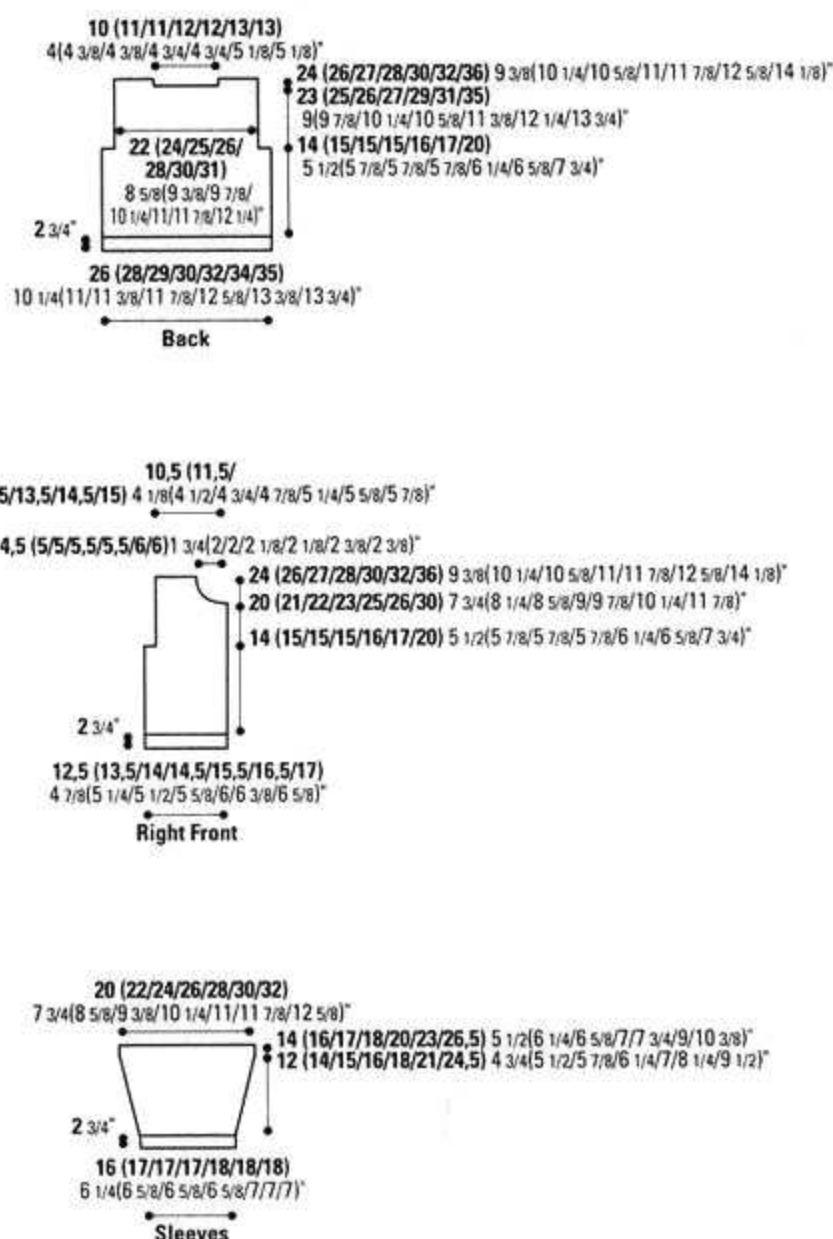 10 (11/11/12/12/13/13)
4(4 3/8/4 3/8/4 3/4/4 3/4/5 1/8/5 1/8)"
24 (26/27/28/30/32/36) 9 3/8(10 1/4/10 5/8/11/11 7/8/12 5/8/14 1/8)"
23 (25/26/27/29/31/35)
9(9 7/8/10 1/4/10 5/8/11 3/8/12 1/4/13 3/4)"
14 (15/15/15/16/17/20)
5 1/2(5 7/8/5 7/8/5 7/8/6 1/4/6 5/8/7 3/4)"
22 (24/25/26/
28/30/31)
8 5/8(9 3/8/9 7/8/
10 1/4/11/11 7/8/12 1/4)"
2 3/4"
26 (28/29/30/32/34/35)
10 1/4(11/11 3/8/11 7/8/12 5/8/13 3/8/13 3/4)"
Back
10,5 (11,5/
5/13,5/14,5/15) 4 1/8(4 1/2/4 3/4/4 7/8/5 1/4/5 5/8/5 7/8)"
4,5 (5/5/5,5/5,5/6/6)1 3/4(2/2/2 1/8/2 1/8/2 3/8/2 3/8)"
24 (26/27/28/30/32/36) 9 3/8(10 1/4/10 5/8/11/11 7/8/12 5/8/14 1/8)"
20 (21/22/23/25/26/30) 7 3/4(8 1/4/8 5/8/9/9 7/8/10 1/4/11 7/8)"
14 (15/15/15/16/17/20) 5 1/2(5 7/8/5 7/8/5 7/8/6 1/4/6 5/8/7 3/4)"
2 3/4"
12,5 (13,5/14/14,5/15,5/16,5/17)
4 7/8(5 1/4/5 1/2/5 5/8/6/6 3/8/6 5/8)"
Right Front
20 (22/24/26/28/30/32)
7 3/4(8 5/8/9 3/8/10 1/4/11/11 7/8/12 5/8)"
14 (16/17/18/20/23/26,5) 5 1/2(6 1/4/6 5/8/7/7 3/4/9/10 3/8)"
12 (14/15/16/18/21/24,5) 4 3/4(5 1/2/5 7/8/6 1/4/7/8 1/4/9 1/2)"
2 3/4"
16 (17/17/17/18/18/18)
6 1/4(6 5/8/6 5/8/6 5/8/7/7/7)"
Sleeves